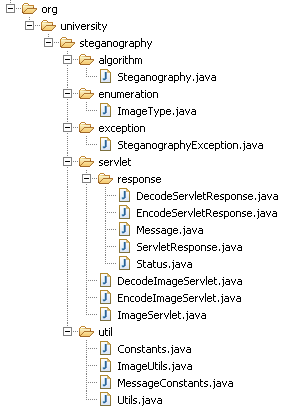 org
university
steganography
algorithm
Steganography.java
enumeration
ImageType.java
exception
SteganographyException.java
servlet
response
DecodeServletResponse.java
EncodeServletResponse.java
Message.java
ServletResponse.java
Status.java
DecodeImageServlet.java
EncodeImageServlet.java
ImageServlet.java
util
Constants.java
ImageUtils.java
MessageConstants.java
Utils.java